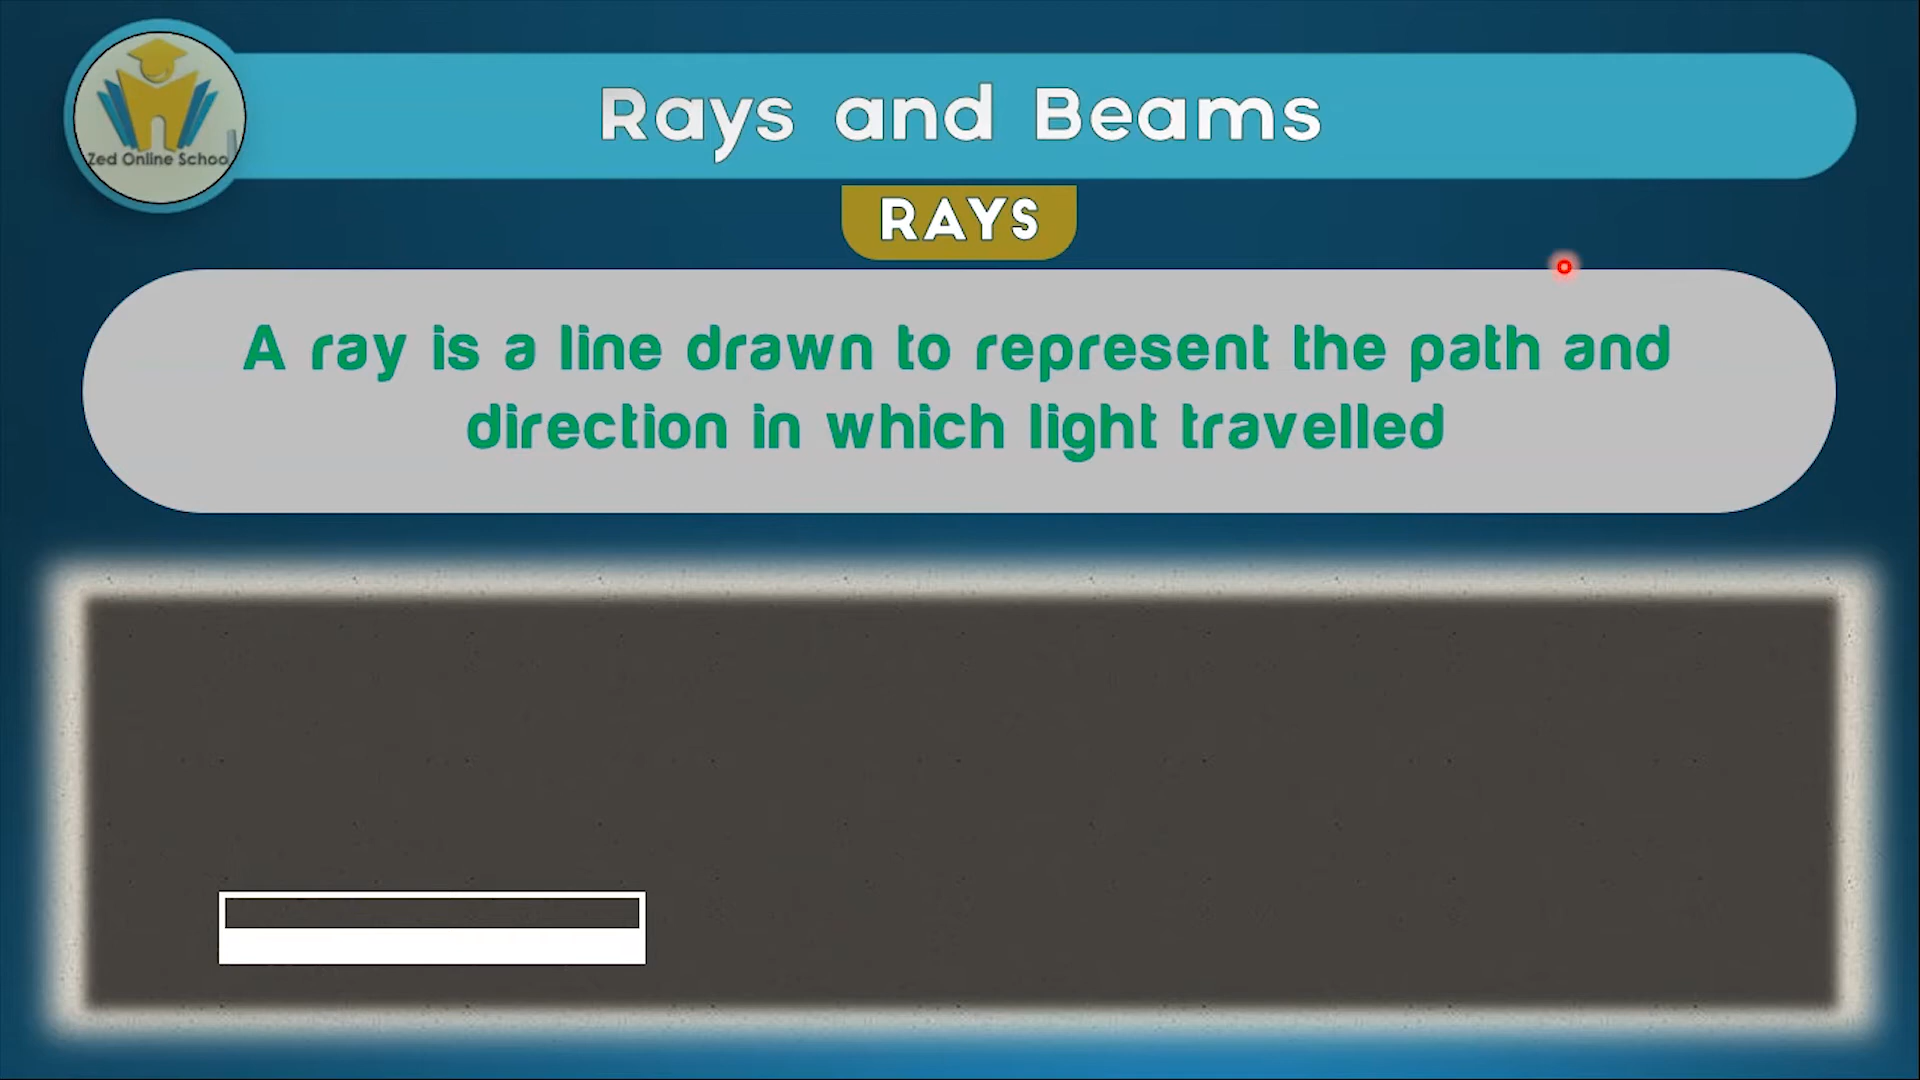 Rays and Beams
Zed Online School
RAYS
A ray is a line drawn to represent the path and
direction in which light travelled